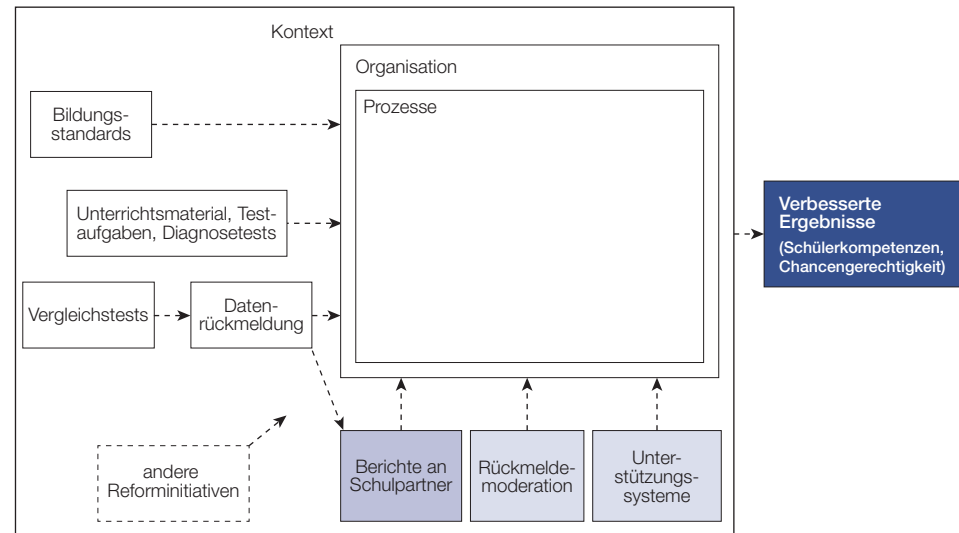 Kontext
Organisation
Prozesse
Bildungs-
standards
Unterrichtsmaterial, Test-
aufgaben, Diagnosetests
Vergleichstests
Daten-
rückmeldung
Verbesserte
Ergebnisse
(Schülerkompetenzen,
Chancengerechtigkeit)
andere
Reforminitiativen
Berichte an
Schulpartner
Rückmelde-
moderation
Unter-
stützungs-
systeme